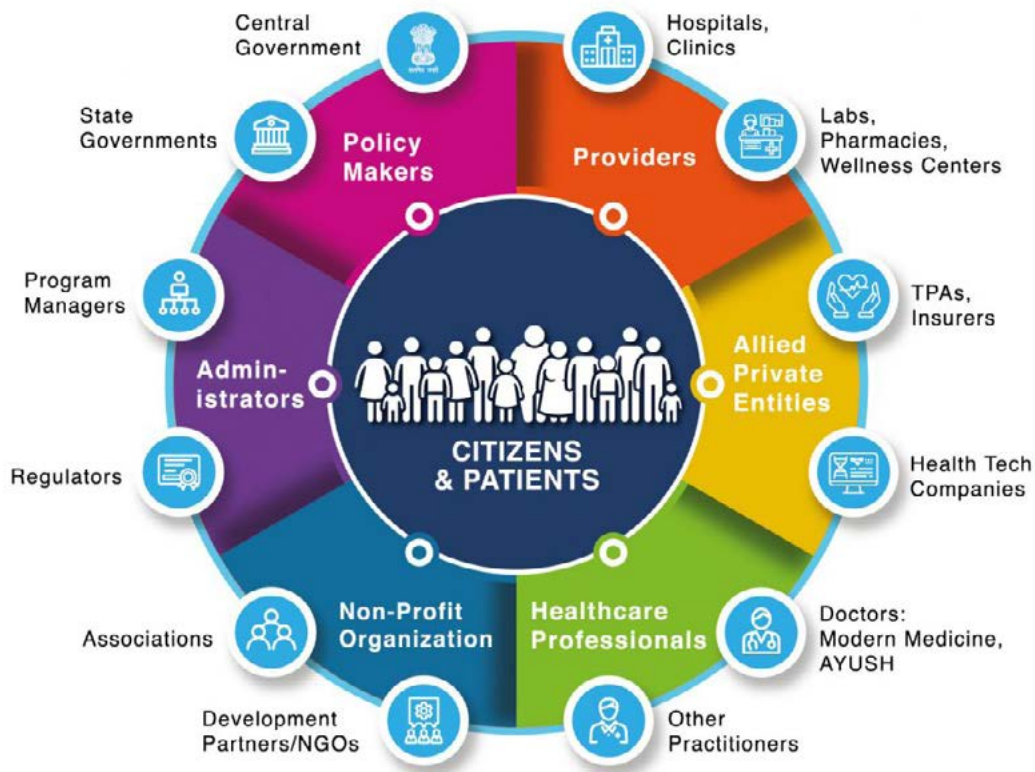 Central
Government
Hospitals,
Clinics
State
Governments
Policy
Makers
Providers
Labs,
Pharmacies,
Wellness Centers
Program
Managers
Admin-
istrators
Allied
Private
Entities
TPAs,
Insurers
CITIZENS
& PATIENTS
Regulators
Health Tech
Companies
Non-Profit
Organization
Healthcare
Professionals
Associations
Doctors:
Modern Medicine,
AYUSH
Development
Partners/NGOs
Other
Practitioners